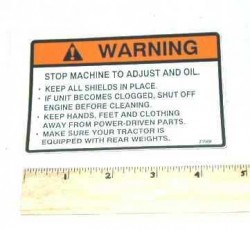 WARNING
STOP MACHINE TO ADJUST AND OIL.
• KEEP ALL SHIELDS IN PLACE.
• IF UNIT BECOMES CLOGGED, SHUT OFF
ENGINE BEFORE CLEANING.
• KEEP HANDS, FEET AND CLOTHING
AWAY FROM POWER-DRIVEN PARTS.
• MAKE SURE YOUR TRACTOR IS
EQUIPPED WITH REAR WEIGHTS.
1 2 3 4 5